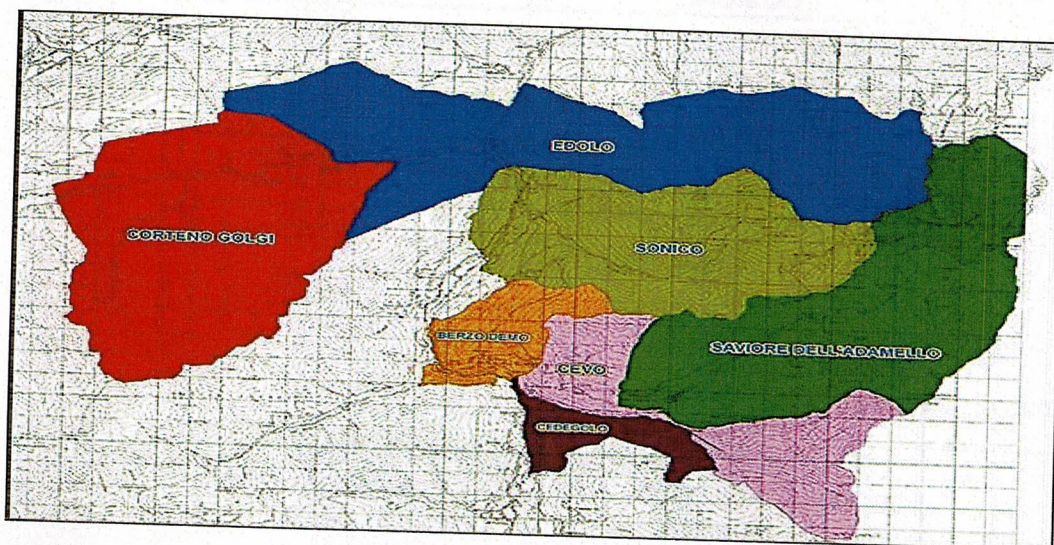 EDOLO
CORTENO GOLGI
SONICO
BERZO DEMO
SAVIORE DELL'ADAMELLO
CEVO
CEDEGOLO